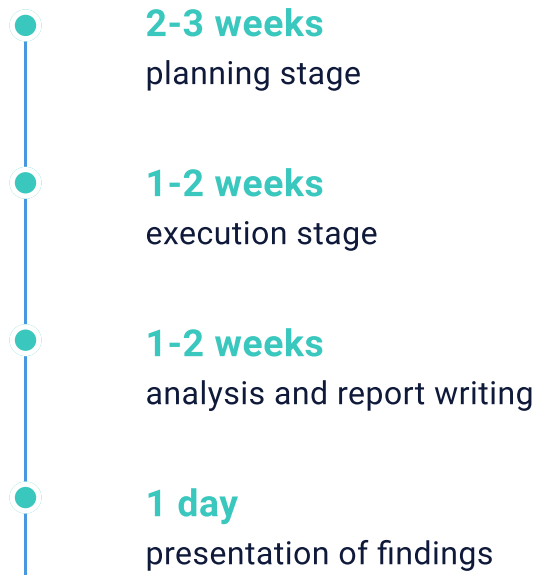 2-3 weeks
planning stage
1-2 weeks
execution stage
1-2 weeks
analysis and report writing
1 day
presentation of findings